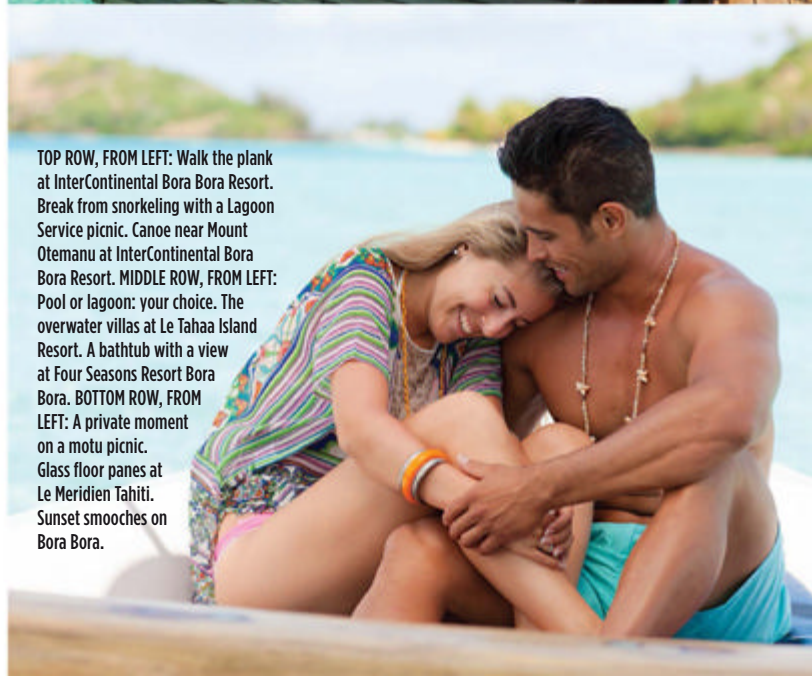 TOP ROW, FROM LEFT: Walk the plank
at InterContinental Bora Bora Resort.
Break from snorkeling with a Lagoon
Service picnic. Canoe near Mount
Otemanu at InterContinental Bora
Bora Resort. MIDDLE ROW, FROM LEFT:
Pool or lagoon: your choice. The
overwater villas at Le Tahaa Island
Resort. A bathtub with a view
at Four Seasons Resort Bora
Bora. BOTTOM ROW, FROM
LEFT: A private moment
on a motu picnic.
Glass floor panes at
Le Meridien Tahiti.
Sunset smooches on
Bora Bora.